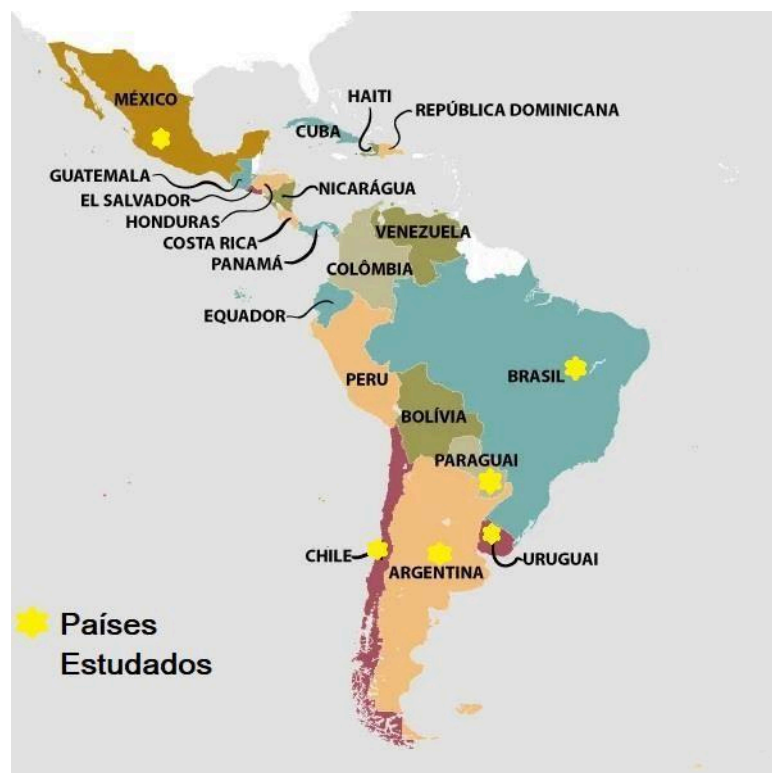 MÉXICO
HAITI
REPÚBLICA DOMINICANA
CUBA
GUATEMALA
NICARÁGUA
EL SALVADOR
HONDURAS
COSTA RICA
PANAMÁ
VENEZUELA
COLÔMBIA
EQUADOR
PERU
BRASIL
BOLÍVIA
PARAGUAI
CHILE
ARGENTINA
URUGUAI
Países
Estudados